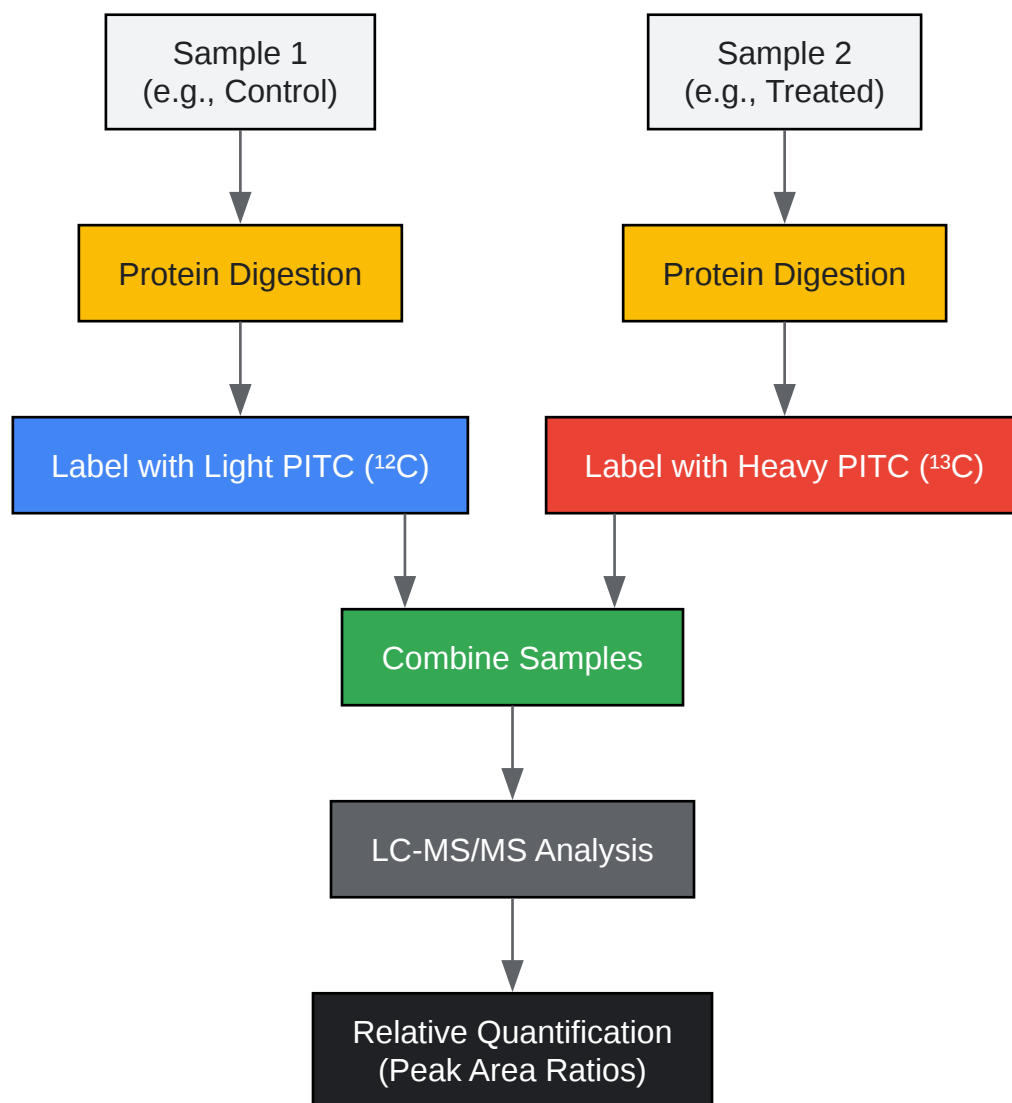 Sample 1
(e.g., Control)
Sample 2
(e.g., Treated)
Protein Digestion
Protein Digestion
Label with Light PITC (¹²C)
Label with Heavy PITC (¹³C)
Combine Samples
LC-MS/MS Analysis
Relative Quantification
(Peak Area Ratios)